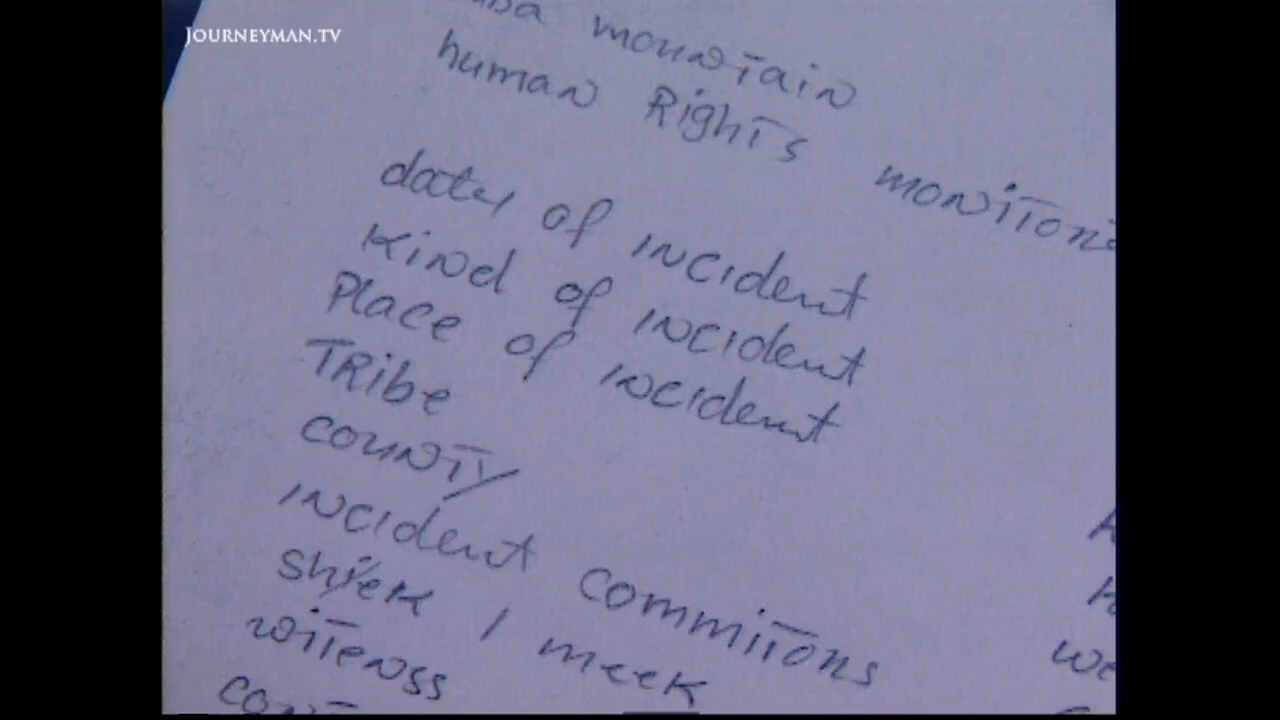 JOURNEYMAN.TV
mountain
human Rights monitors
date of incident
Kind of incident
Place of incident
TRibe
county
incident commitions
shiek / meek
witenss